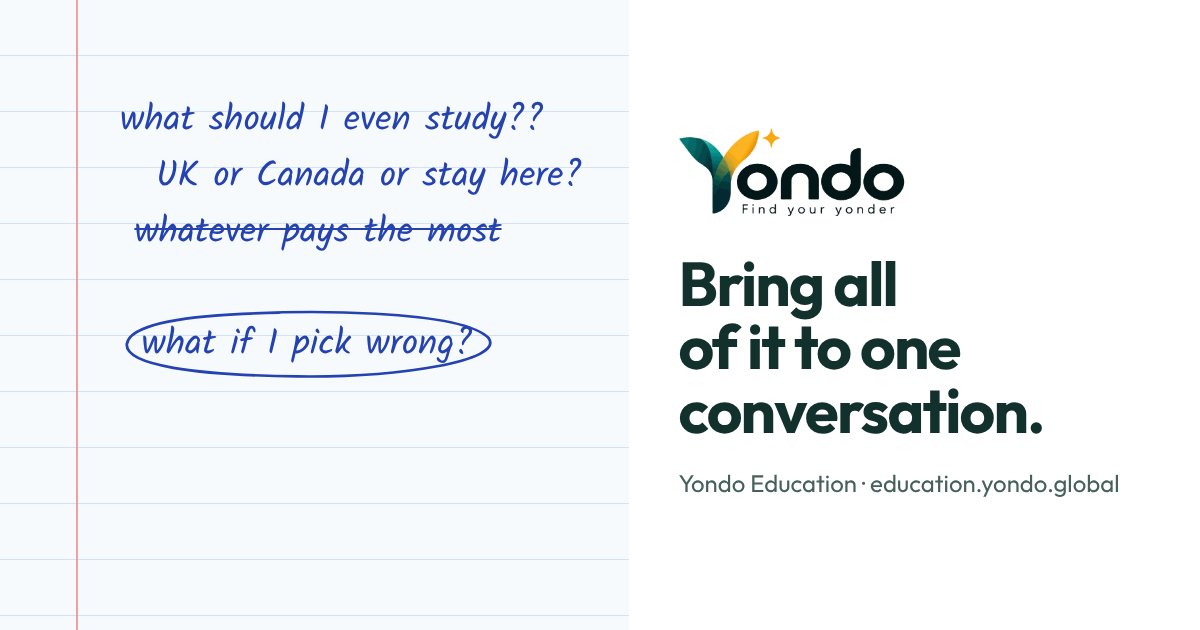 what should I even study??
UK or Canada or stay here?
whatever pays the most
what if I pick wrong?
Yondo
Find your yonder
Bring all
of it to one
conversation.
Yondo Education · education.yondo.global